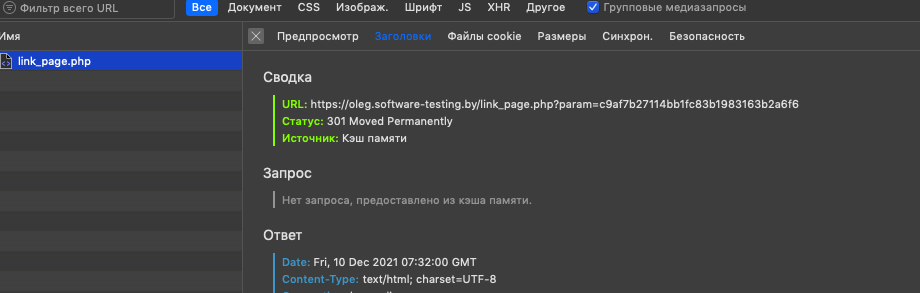 Фильтр всего URL Все Документ CSS Изображ. Шрифт JS XHR Другое Групповые медиазапросы
Имя Предпросмотр Заголовки Файлы cookie Размеры Синхрон. Безопасность
link_page.php
Сводка
URL: https://oleg.software-testing.by/link_page.php?param=c9af7b27114bb1fc83b1983163b2a6f6
Статус: 301 Moved Permanently
Источник: Кэш памяти
Запрос
Нет запроса, предоставлено из кэша памяти.
Ответ
Date: Fri, 10 Dec 2021 07:32:00 GMT
Content-Type: text/html; charset=UTF-8